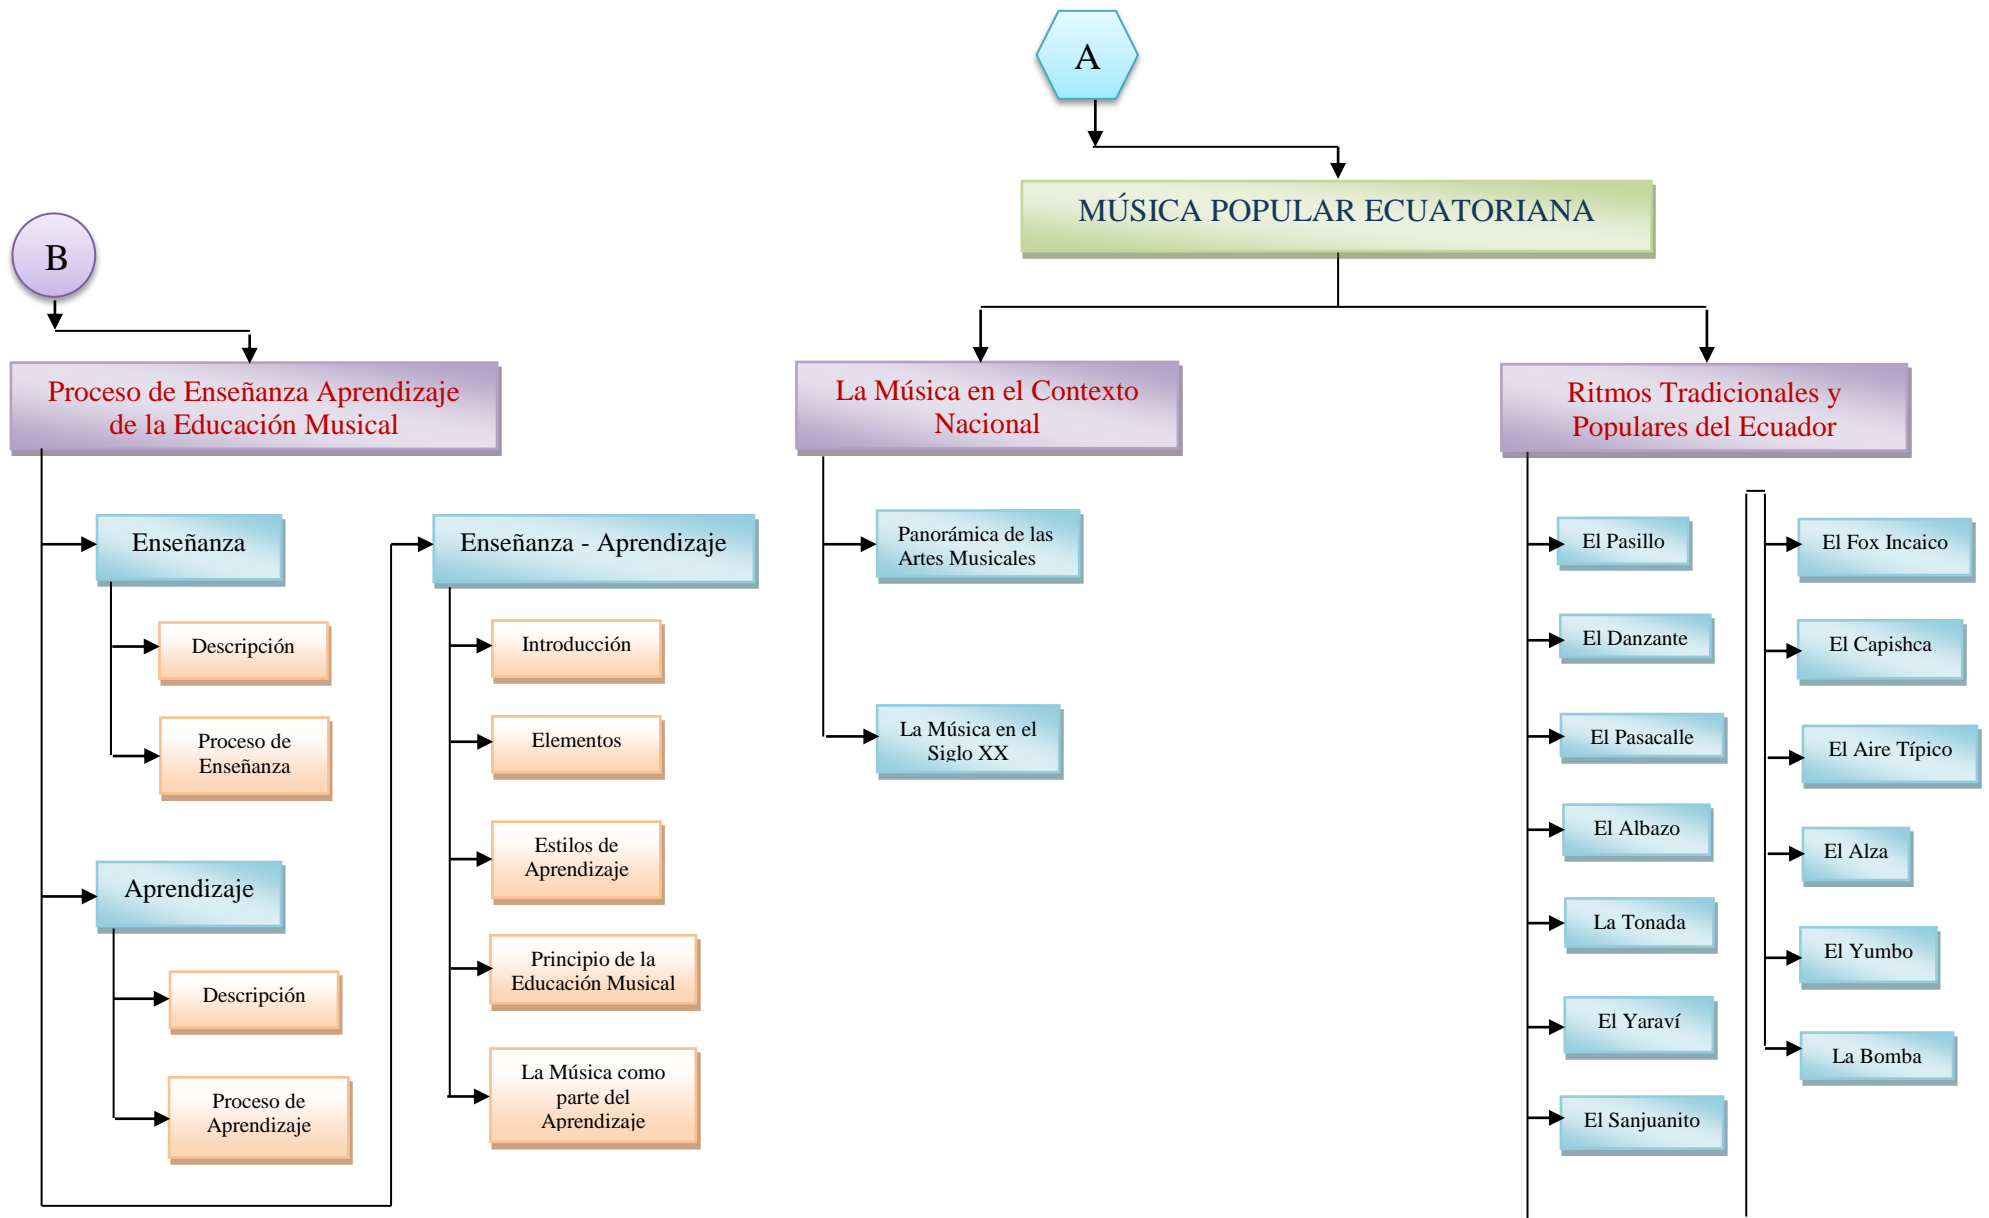 A
MÚSICA POPULAR ECUATORIANA
B
Proceso de Enseñanza Aprendizaje
de la Educación Musical
Enseñanza
Descripción
Proceso de
Enseñanza
Aprendizaje
Descripción
Proceso de
Aprendizaje
Enseñanza - Aprendizaje
Introducción
Elementos
Estilos de
Aprendizaje
Principio de la
Educación Musical
La Música como
parte del
Aprendizaje
La Música en el Contexto
Nacional
Panorámica de las
Artes Musicales
La Música en el
Siglo XX
Ritmos Tradicionales y
Populares del Ecuador
El Pasillo
El Danzante
El Pasacalle
El Albazo
La Tonada
El Yaraví
El Sanjuanito
El Fox Incaico
El Capishca
El Aire Típico
El Alza
El Yumbo
La Bomba